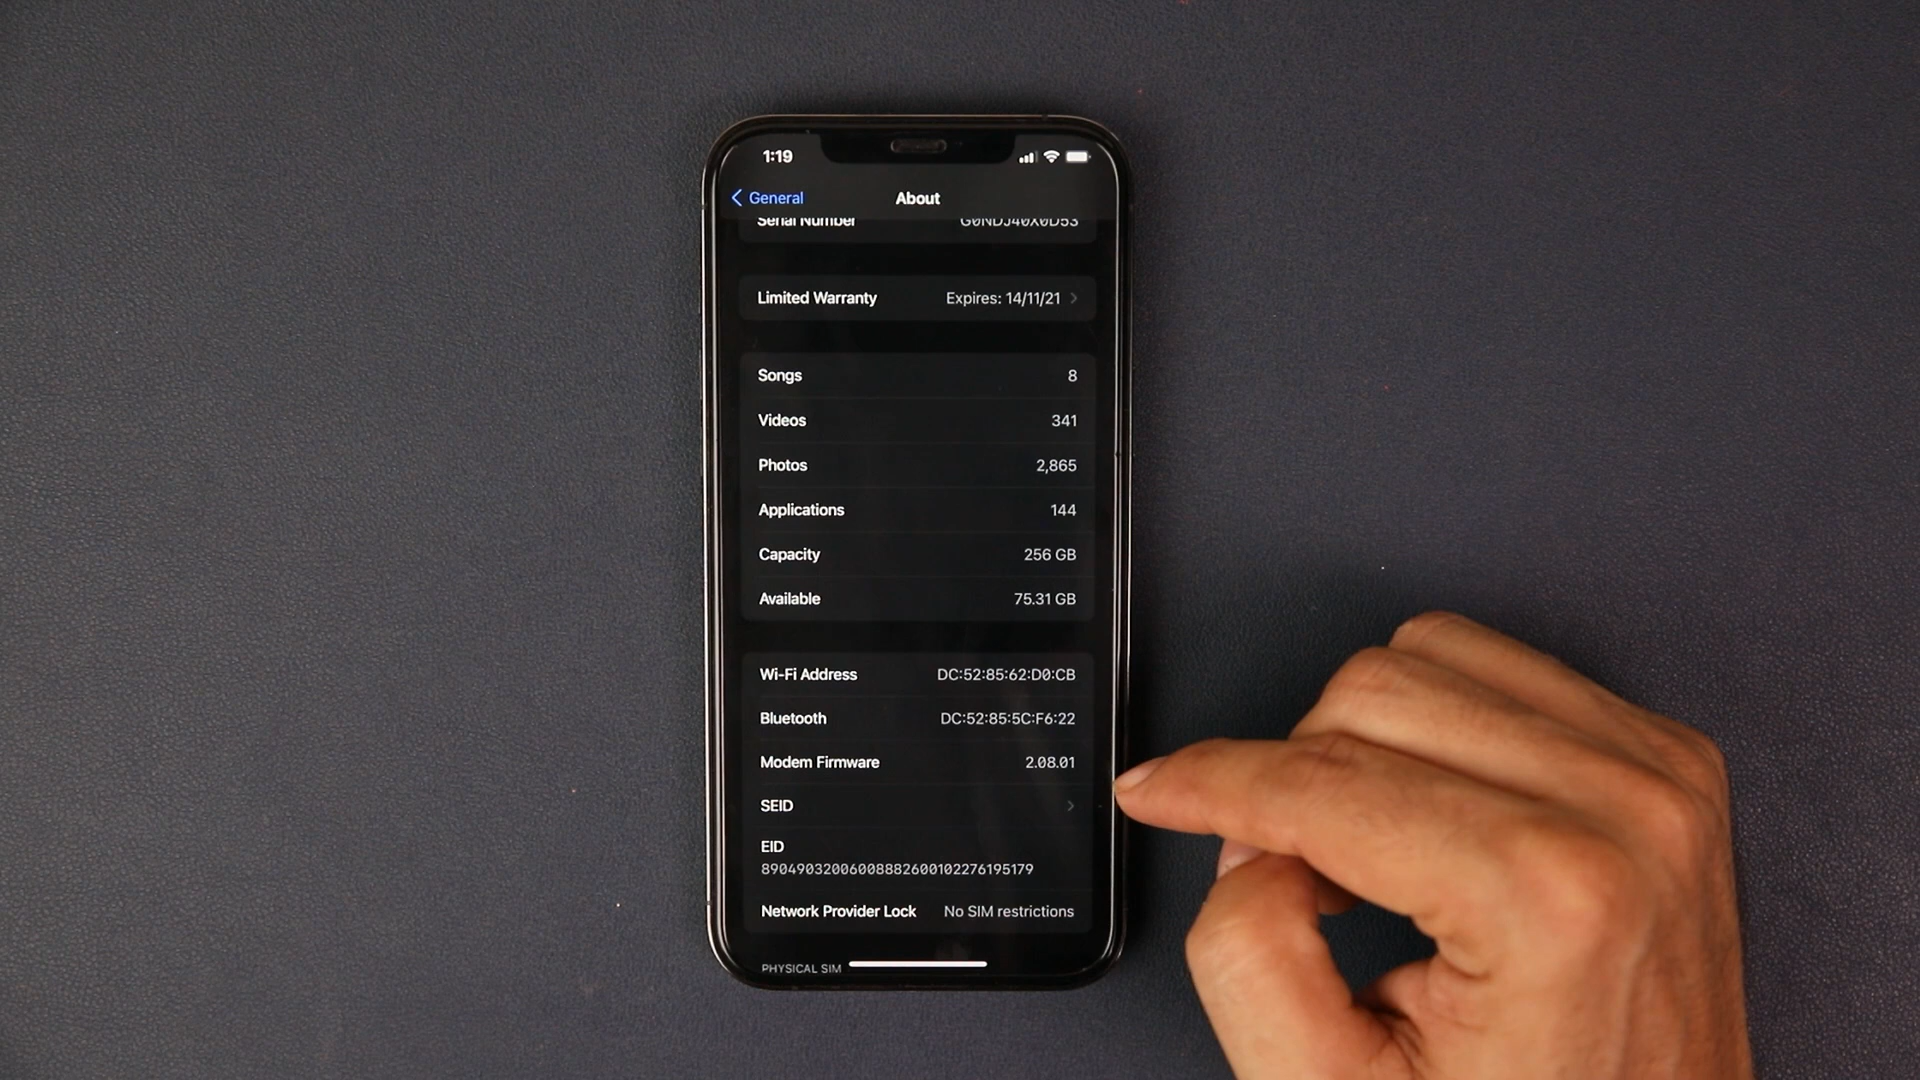 1:19
General About
Serial Number G0NDJ40X0D53
Limited Warranty Expires: 14/11/21
Songs 8
Videos 341
Photos 2,865
Applications 144
Capacity 256 GB
Available 75.31 GB
Wi-Fi Address DC:52:85:62:D0:CB
Bluetooth DC:52:85:5C:F6:22
Modem Firmware 2.08.01
SEID
EID
89049032006008882600102276195179
Network Provider Lock No SIM restrictions
PHYSICAL SIM